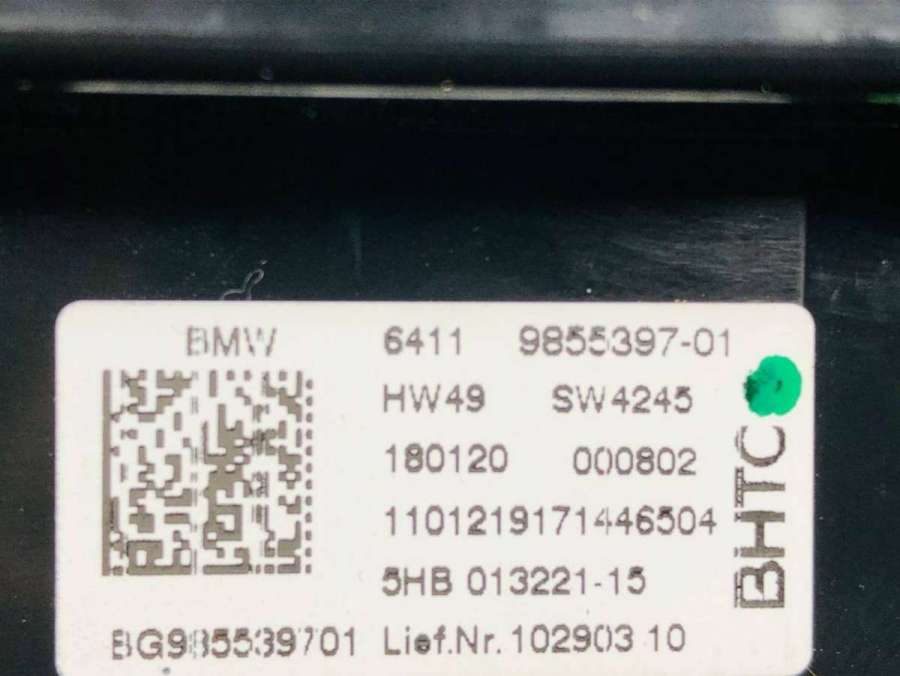 BMW 6411 9855397-01
HW49 SW4245
180120 000802
1101219171446504
5HB 013221-15
BG985539701 Lief.Nr. 102903 10
BHTC